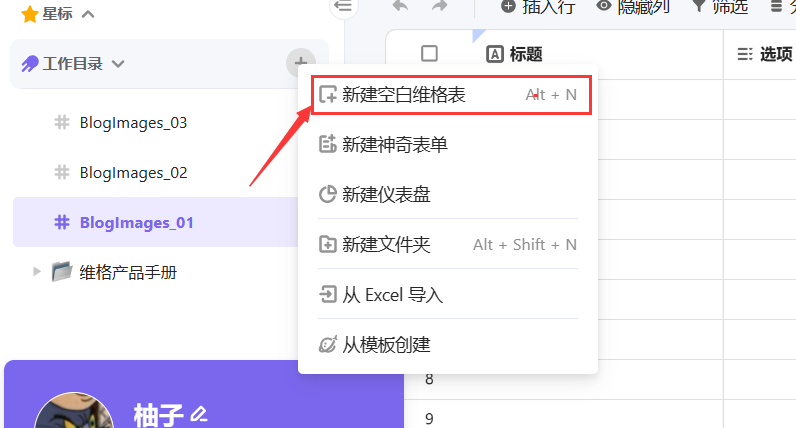 星标
插入行 隐藏列 筛选
工作目录
标题
选项
新建空白维格表 Alt + N
BlogImages_03
新建神奇表单
BlogImages_02
新建仪表盘
BlogImages_01
新建文件夹 Alt + Shift + N
维格产品手册
从 Excel 导入
从模板创建
8
柚子
9